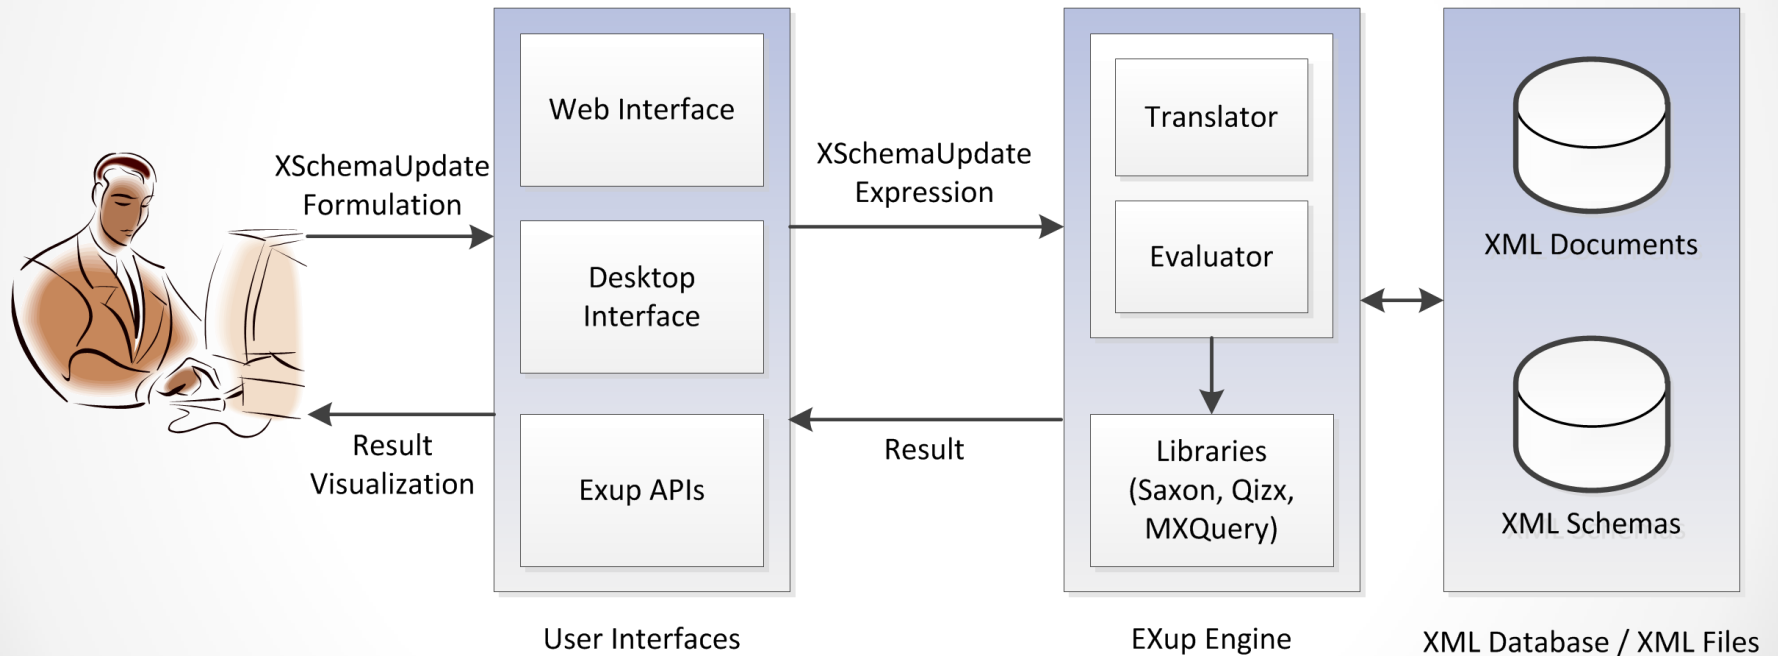 XSchemaUpdate
Formulation
Result
Visualization
Web Interface
Desktop
Interface
Exup APIs
User Interfaces
XSchemaUpdate
Expression
Result
Translator
Evaluator
Libraries
(Saxon, Qizx,
MXQuery)
EXup Engine
XML Documents
XML Schemas
XML Database / XML Files